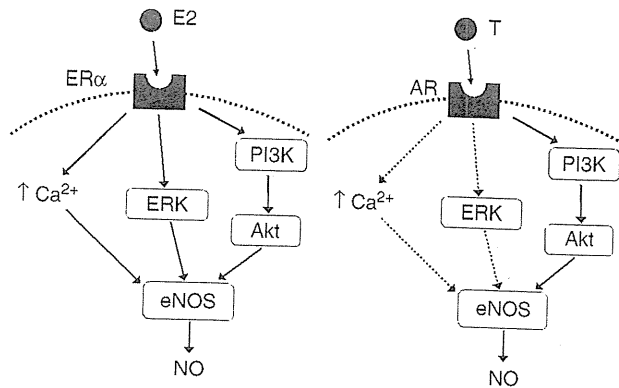 E2
ERα
PI3K
↑ Ca²⁺
ERK
Akt
eNOS
NO
T
AR
PI3K
↑ Ca²⁺
ERK
Akt
eNOS
NO